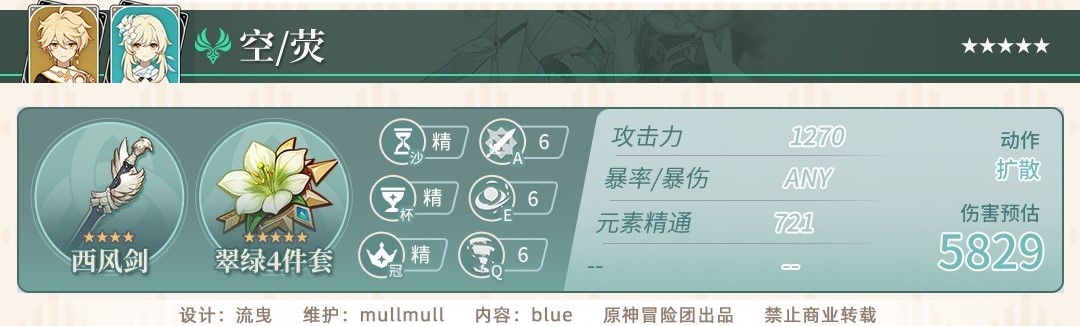 空/荧
★★★★★
★★★★
西风剑
★★★★★
翠绿4件套
沙 精
A 6
杯 精
E 6
冠 精
Q 6
攻击力 1270
暴率/暴伤 ANY
元素精通 721
-- --
动作
扩散
伤害预估
5829
设计：流曳 维护：mullmull 内容：blue 原神冒险团出品 禁止商业转载